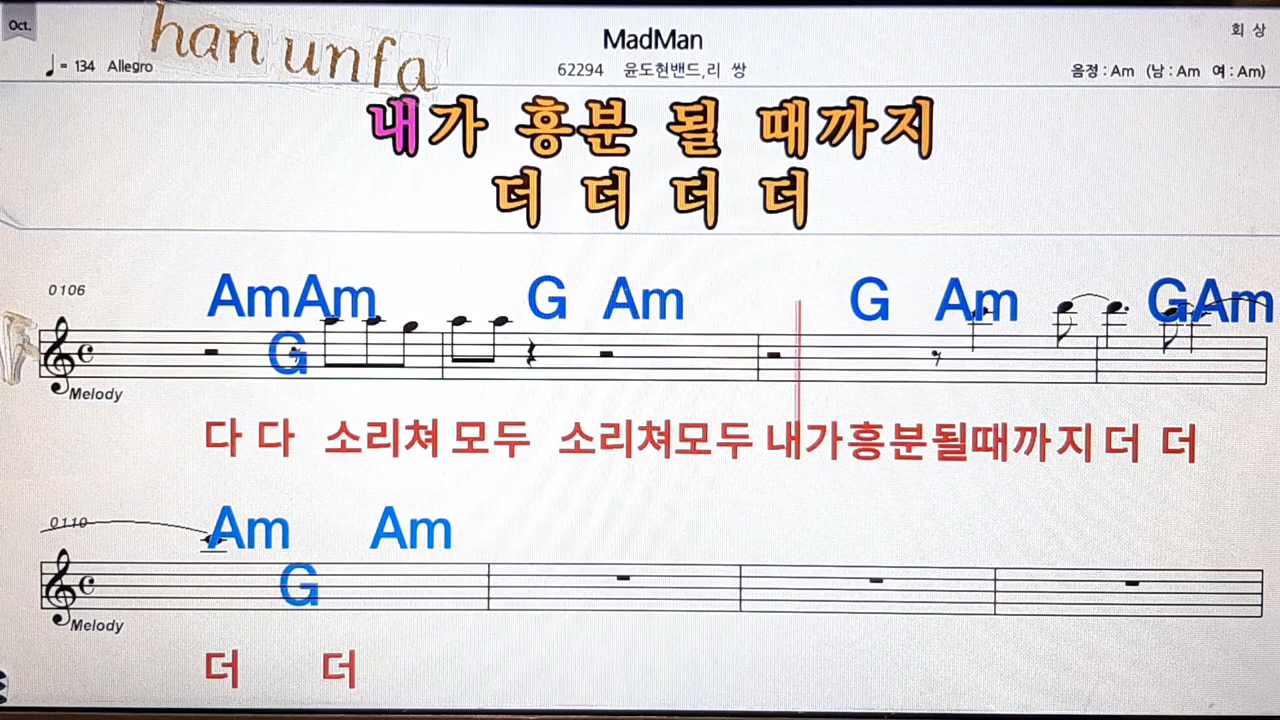 Oct.
han unfa
MadMan
회 상
♩= 134 Allegro
62294 윤도현밴드,리 쌍
음정 : Am (남 : Am 여 : Am)
내가 흥분 될 때까지
더 더 더 더
0106
Am Am G Am G Am G Am
G
Melody
다 다 소리쳐 모두 소리쳐모두 내가흥분될때까지 더 더
0110
Am Am
G
Melody
더 더